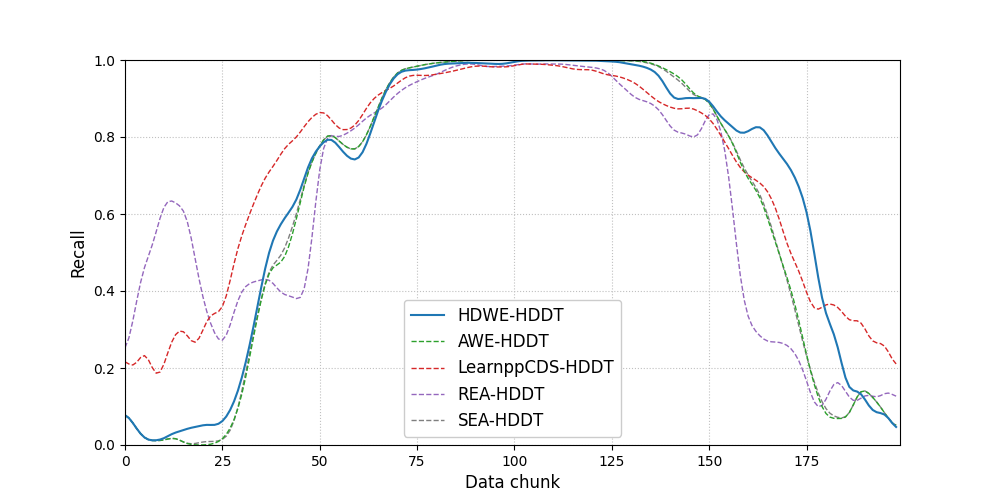 1.0
0.8
0.6
0.4
0.2
0.0
Recall
HDWE-HDDT
AWE-HDDT
LearnppCDS-HDDT
REA-HDDT
SEA-HDDT
0 25 50 75 100 125 150 175
Data chunk